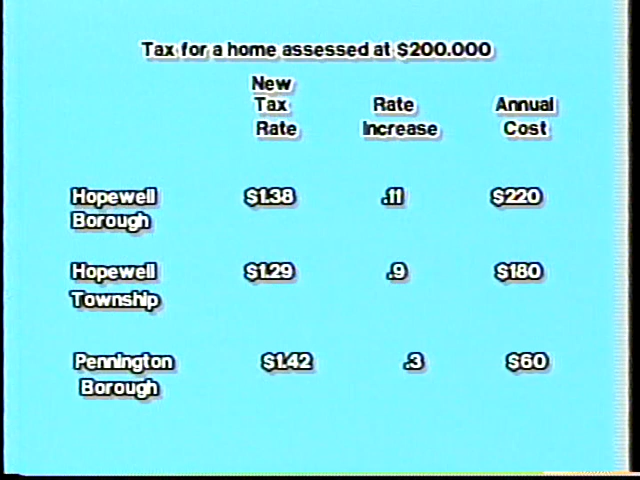 Tax for a home assessed at $200.000
New Tax Rate Rate Increase Annual Cost
Hopewell Borough $1.38 .11 $220
Hopewell Township $1.29 .9 $180
Pennington Borough $1.42 .3 $60